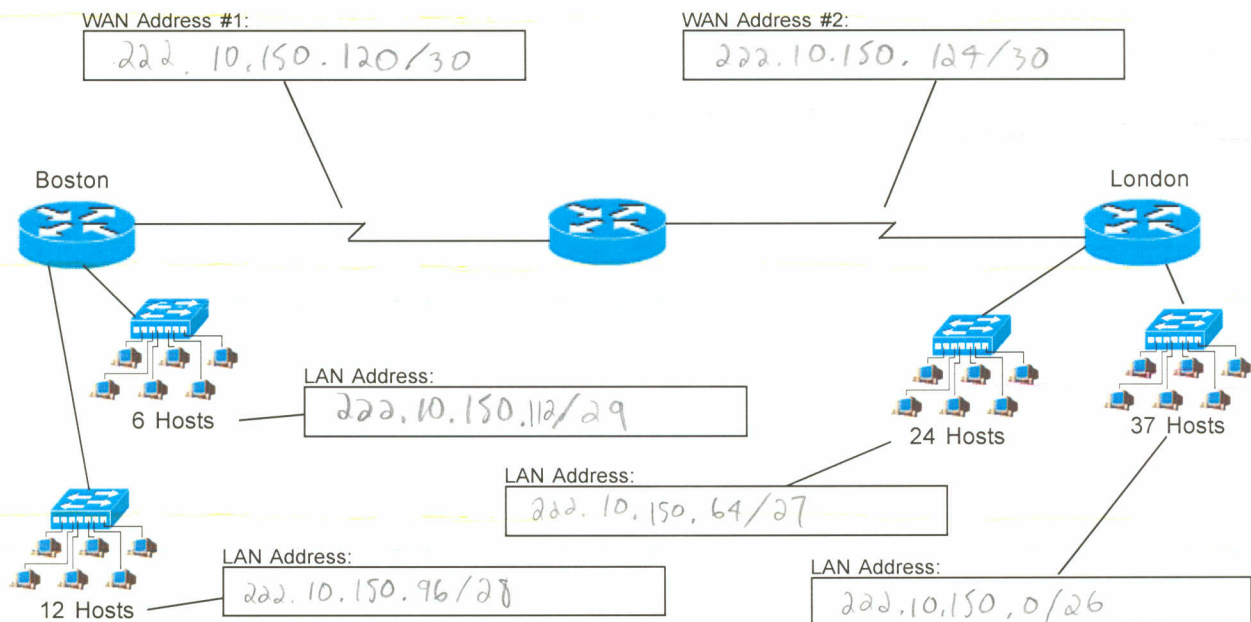 WAN Address #1:
222. 10.150.120/30
WAN Address #2:
222.10.150.124/30
Boston
London
6 Hosts
LAN Address:
222.10.150.112/29
24 Hosts
37 Hosts
LAN Address:
222.10.150.64/27
12 Hosts
LAN Address:
222.10.150.96/28
LAN Address:
222.10.150.0/26